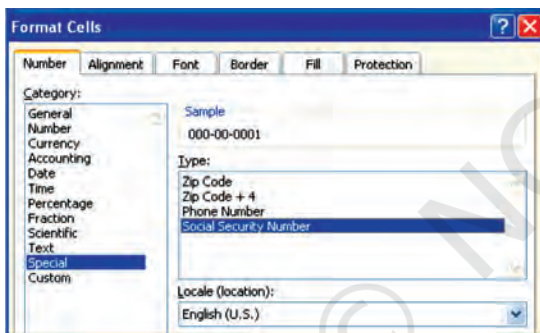 Format Cells
Number Alignment Font Border Fill Protection
Category:
General
Number
Currency
Accounting
Date
Time
Percentage
Fraction
Scientific
Text
Special
Custom
Sample
000-00-0001
Type:
Zip Code
Zip Code + 4
Phone Number
Social Security Number
Locale (location):
English (U.S.)
© NO